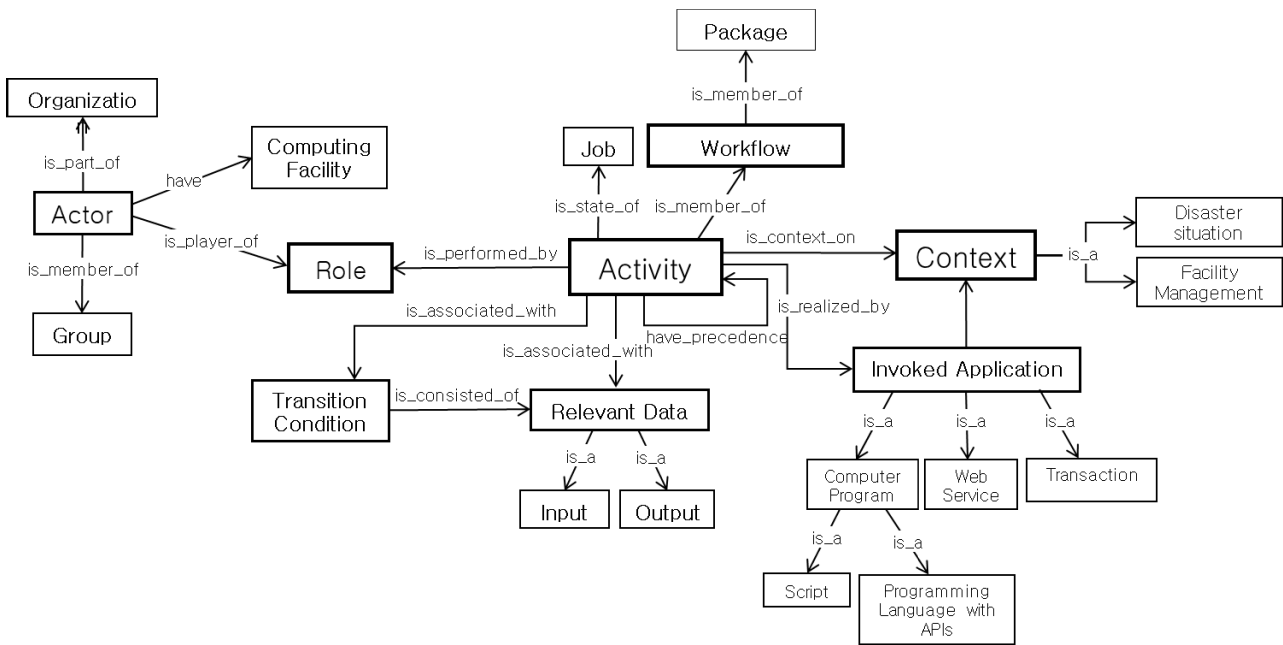 Package
Organizatio
is_member_of
Computing
Facility
Job
Workflow
is_part_of
have
Actor
is_state_of
is_member_of
Disaster
situation
is_player_of
is_performed_by
Activity
is_context_on
Context
is_a
is_member_of
Role
Facility
Management
is_realized_by
is_associated_with
have_precedence
Group
is_associated_with
Invoked Application
Transition
Condition
is_consisted_of
Relevant Data
is_a
is_a
is_a
is_a
is_a
Computer
Program
Web
Service
Transaction
Input
Output
is_a
is_a
Script
Programming
Language with
APIs